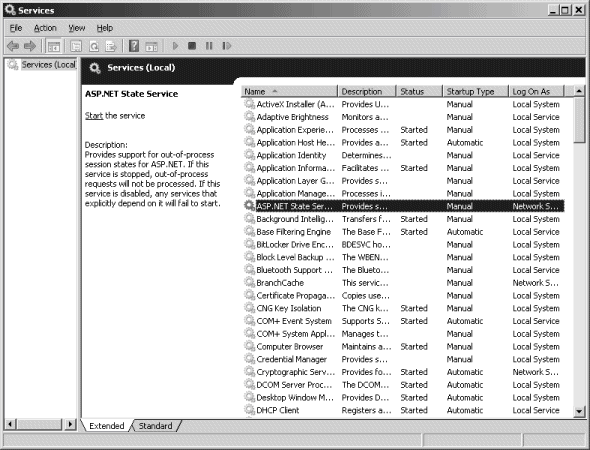 Services
File Action View Help
Services (Local
Services (Local)
ASP.NET State Service
Start the service
Description:
Provides support for out-of-process
session states for ASP.NET. If this
service is stopped, out-of-process
requests will not be processed. If this
service is disabled, any services that
explicitly depend on it will fail to start.
Name Description Status Startup Type Log On As
ActiveX Installer (A... Provides U... Manual Local System
Adaptive Brightness Monitors a... Manual Local Service
Application Experie... Processes ... Started Manual Local System
Application Host He... Provides a... Started Automatic Local System
Application Identity Determines... Manual Local Service
Application Informa... Facilitates ... Started Manual Local System
Application Layer G... Provides s... Manual Local Service
Application Manage... Processes i... Manual Local System
ASP.NET State Ser... Provides s... Manual Network S...
Background Intellig... Transfers f... Started Manual Local System
Base Filtering Engine The Base F... Started Automatic Local Service
BitLocker Drive Enc... BDESVC ho... Manual Local System
Block Level Backup ... The WBEN... Manual Local System
Bluetooth Support ... The Blueto... Manual Local Service
BranchCache This servic... Manual Network S...
Certificate Propaga... Copies use... Manual Local System
CNG Key Isolation The CNG k... Started Manual Local System
COM+ Event System Supports S... Started Automatic Local Service
COM+ System Appl... Manages t... Manual Local System
Computer Browser Maintains a... Started Manual Local System
Credential Manager Provides s... Manual Local System
Cryptographic Serv... Provides fo... Started Automatic Network S...
DCOM Server Proc... The DCOM... Started Automatic Local System
Desktop Window M... Provides D... Started Automatic Local System
DHCP Client Registers a... Started Automatic Local Service
Extended Standard